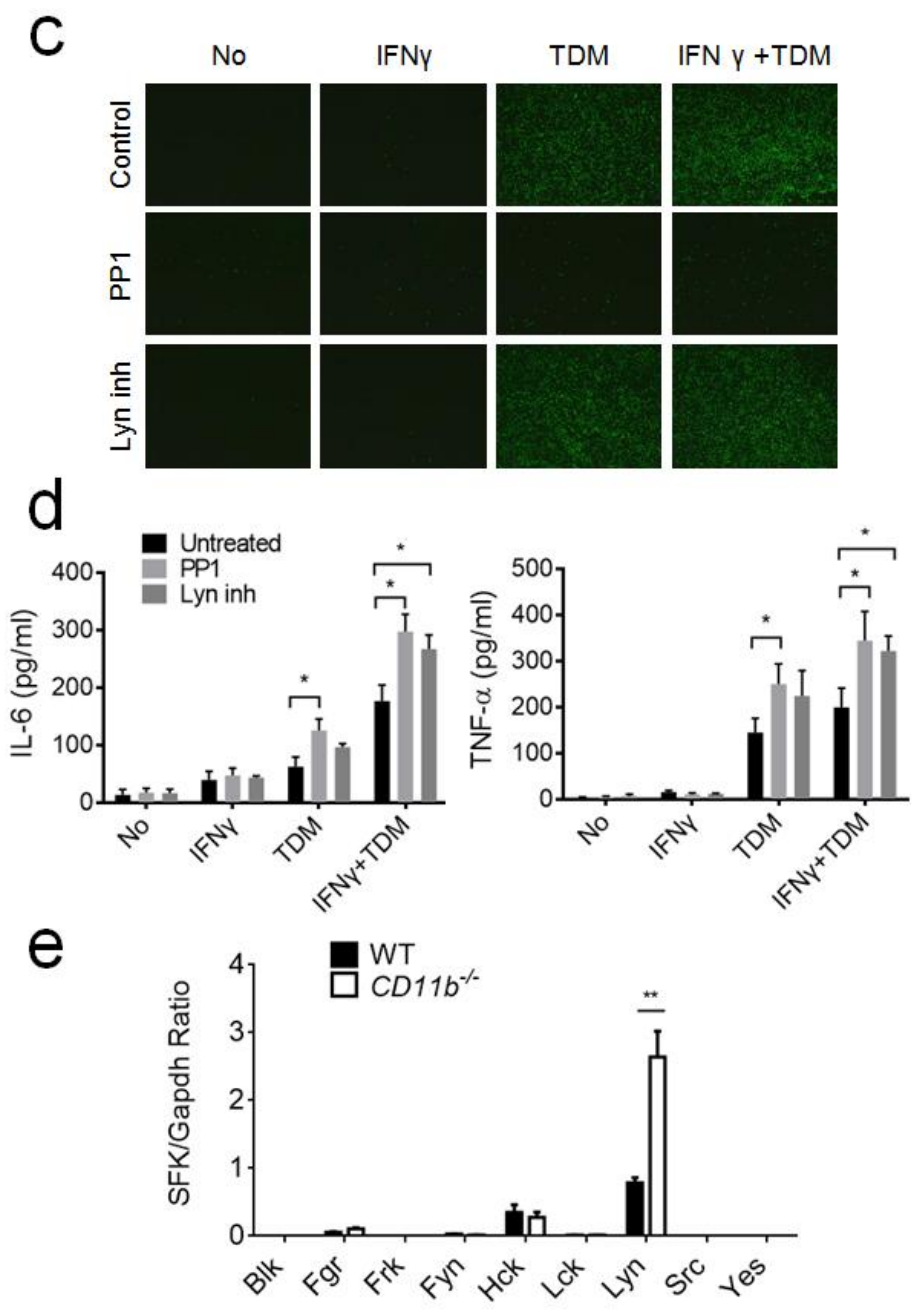 c
No IFNγ TDM IFN γ +TDM
Control
PP1
Lyn inh
d
Untreated
PP1
Lyn inh
IL-6 (pg/ml)
400
300
200
100
0
* * *
No IFNγ TDM IFNγ+TDM
TNF-α (pg/ml)
500
400
300
200
100
0
* * *
No IFNγ TDM IFNγ+TDM
e
WT
CD11b-/-
SFK/Gapdh Ratio
4
3
2
1
0
**
Blk Fgr Frk Fyn Hck Lck Lyn Src Yes